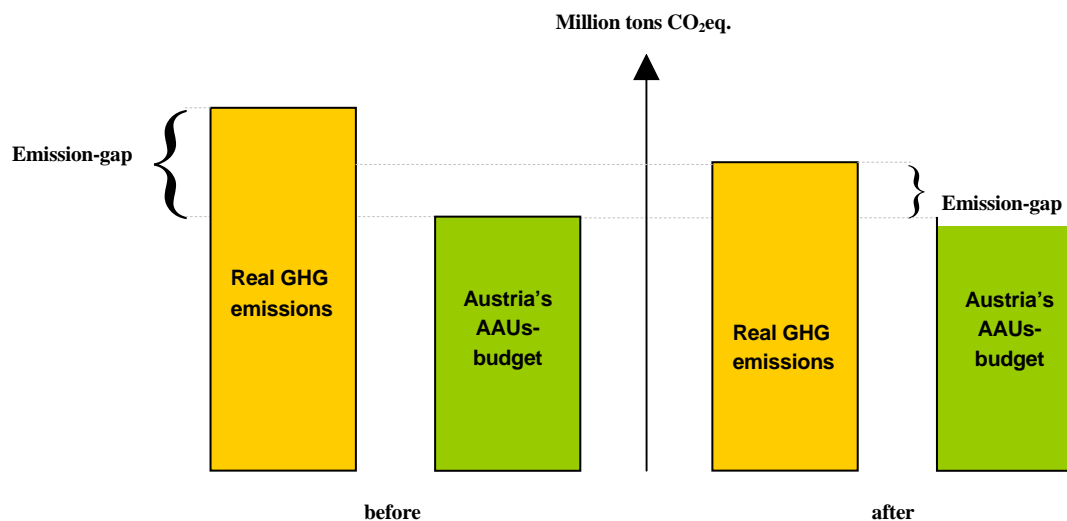 Million tons CO₂eq.
Emission-gap
Emission-gap
Real GHG
emissions
Austria's
AAUs-
budget
Real GHG
emissions
Austria's
AAUs-
budget
before
after